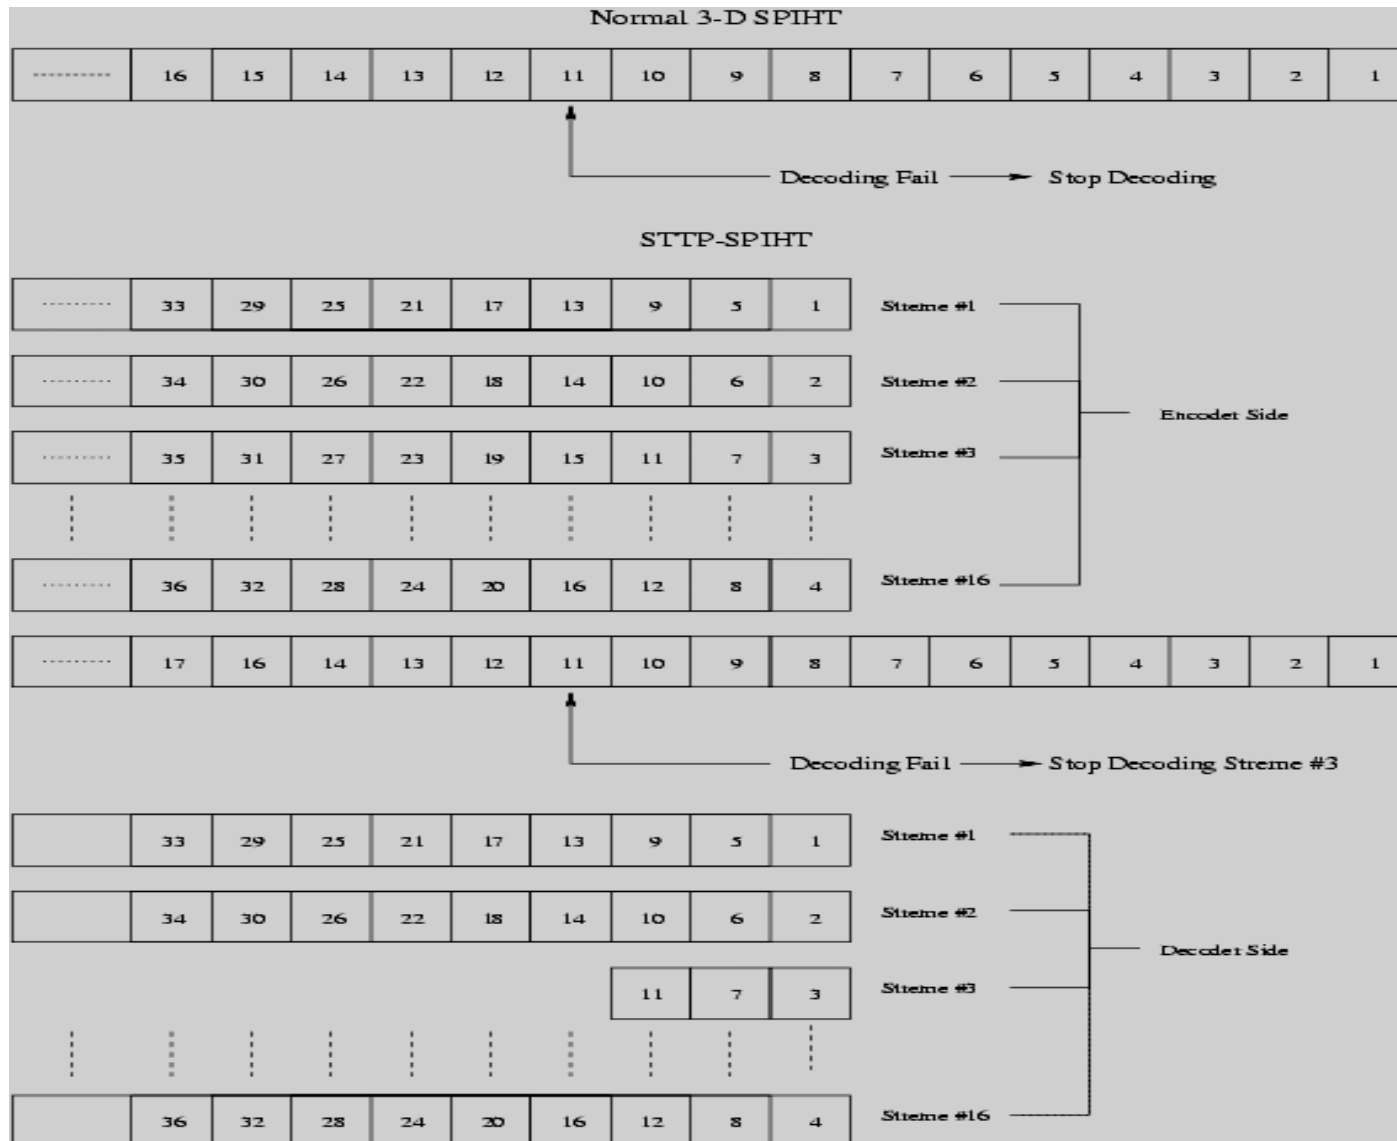 Normal 3-D SPIHT
16 15 14 13 12 11 10 9 8 7 6 5 4 3 2 1
Decoding Fail Stop Decoding
STTP-SPIHT
33 29 25 21 17 13 9 5 1 Streme #1
34 30 26 22 18 14 10 6 2 Streme #2
Encoder Side
35 31 27 23 19 15 11 7 3 Streme #3
36 32 28 24 20 16 12 8 4 Streme #16
17 16 14 13 12 11 10 9 8 7 6 5 4 3 2 1
Decoding Fail Stop Decoding Streme #3
33 29 25 21 17 13 9 5 1 Streme #1
34 30 26 22 18 14 10 6 2 Streme #2
Decoder Side
11 7 3 Streme #3
36 32 28 24 20 16 12 8 4 Streme #16